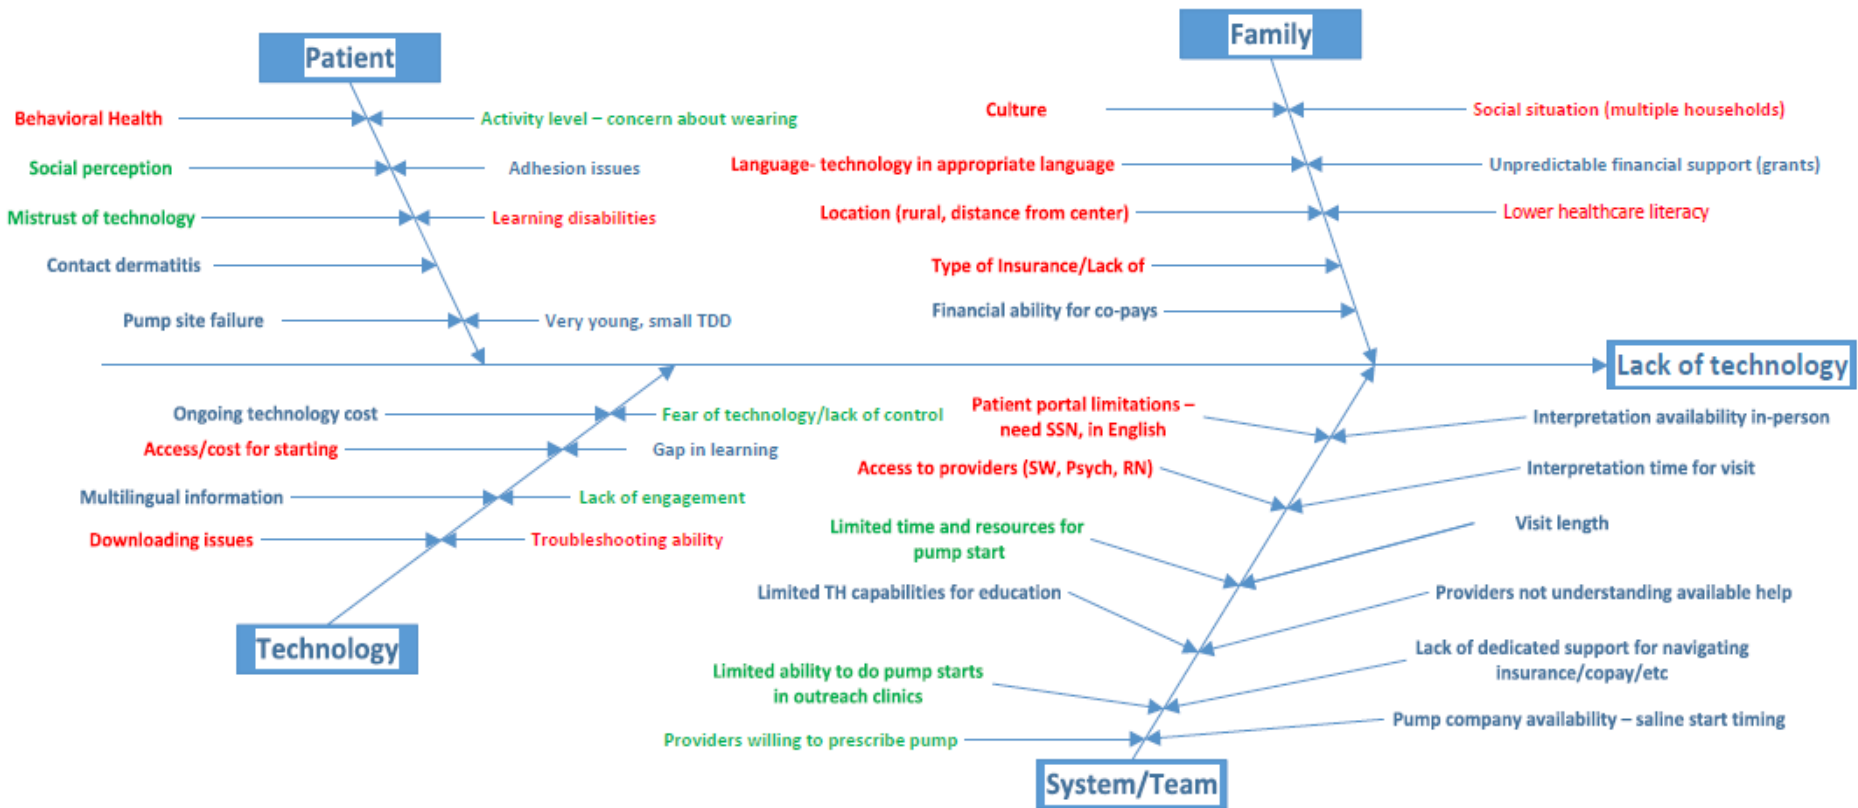 Patient
Family
Behavioral Health
Activity level – concern about wearing
Social perception
Adhesion issues
Mistrust of technology
Learning disabilities
Contact dermatitis
Pump site failure
Very young, small TDD
Culture
Social situation (multiple households)
Language- technology in appropriate language
Unpredictable financial support (grants)
Location (rural, distance from center)
Lower healthcare literacy
Type of Insurance/Lack of
Financial ability for co-pays
Lack of technology
Ongoing technology cost
Fear of technology/lack of control
Access/cost for starting
Gap in learning
Multilingual information
Lack of engagement
Downloading issues
Troubleshooting ability
Technology
Patient portal limitations –
need SSN, in English
Interpretation availability in-person
Access to providers (SW, Psych, RN)
Interpretation time for visit
Limited time and resources for
pump start
Visit length
Limited TH capabilities for education
Providers not understanding available help
Limited ability to do pump starts
in outreach clinics
Lack of dedicated support for navigating
insurance/copay/etc
Providers willing to prescribe pump
Pump company availability – saline start timing
System/Team